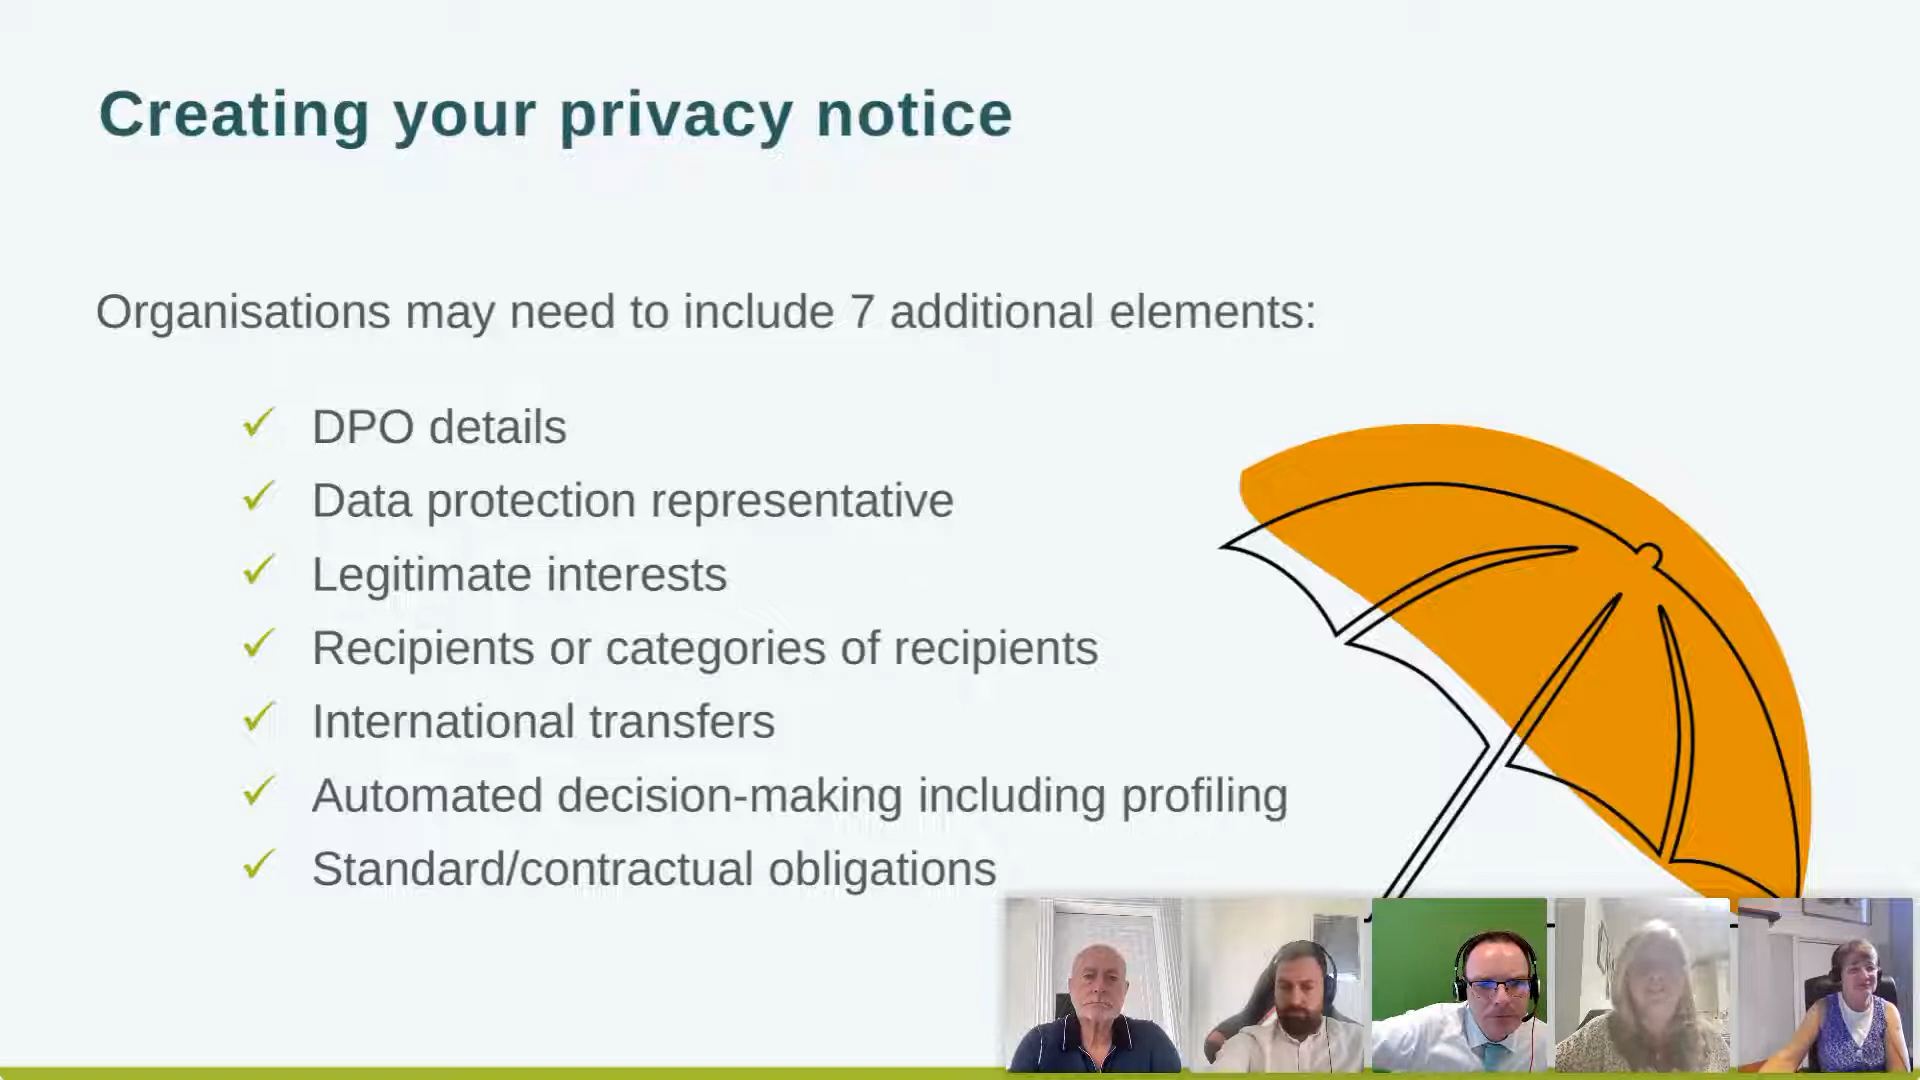 Creating your privacy notice
Organisations may need to include 7 additional elements:
DPO details
Data protection representative
Legitimate interests
Recipients or categories of recipients
International transfers
Automated decision-making including profiling
Standard/contractual obligations